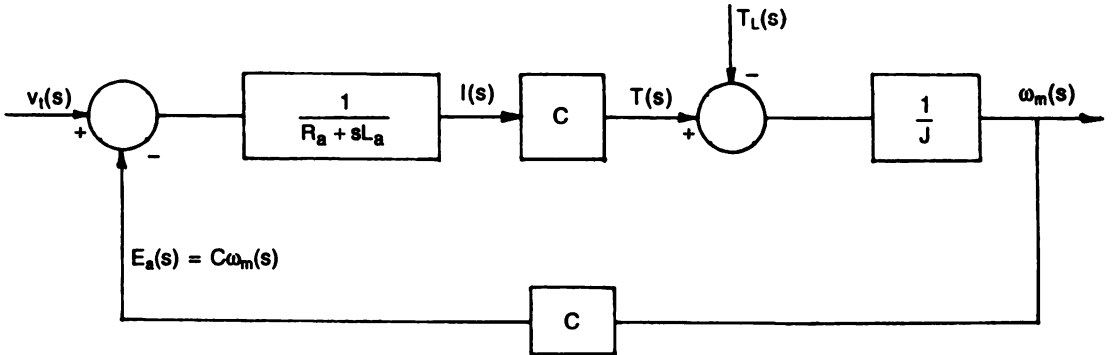 T_L(s)
v_t(s)
+
-
1
R_a + sL_a
I(s)
C
T(s)
+
-
1
J
ω_m(s)
E_a(s) = Cω_m(s)
C